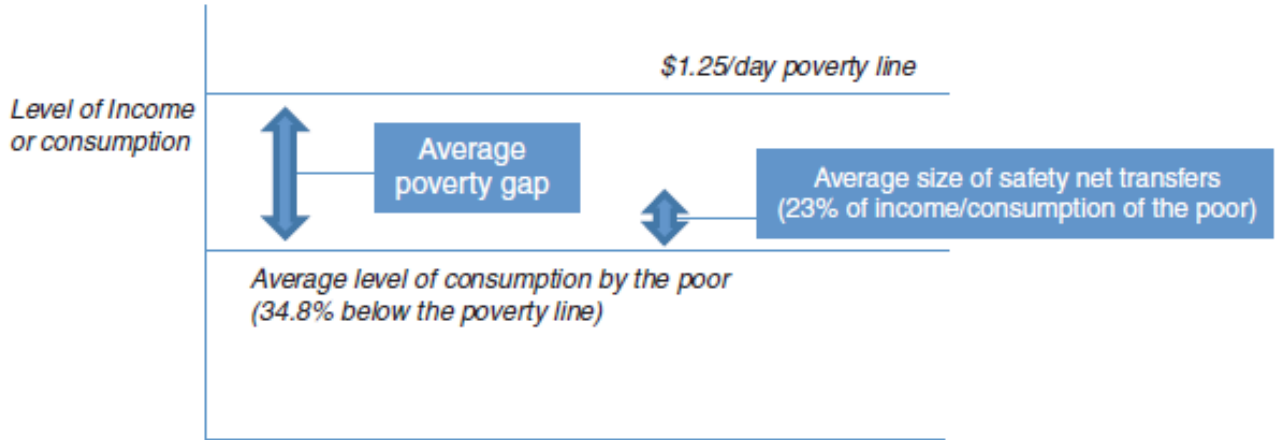 $1.25/day poverty line
Level of Income
or consumption
Average
poverty gap
Average size of safety net transfers
(23% of income/consumption of the poor)
Average level of consumption by the poor
(34.8% below the poverty line)